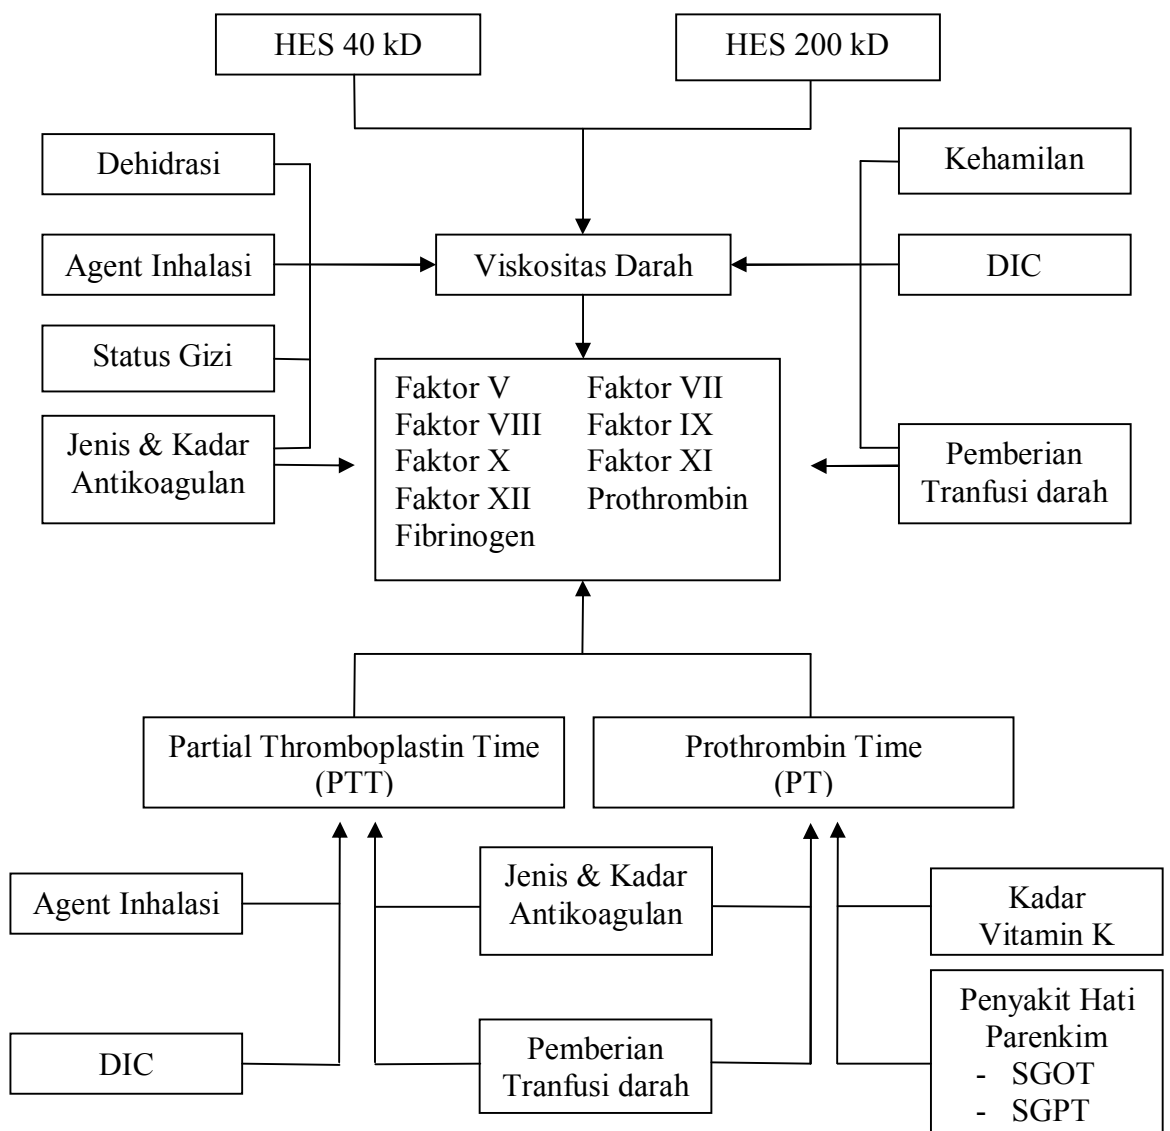 HES 40 kD
HES 200 kD
Dehidrasi
Kehamilan
Agent Inhalasi
Viskositas Darah
DIC
Status Gizi
Jenis & Kadar
Antikoagulan
Faktor V Faktor VII
Faktor VIII Faktor IX
Faktor X Faktor XI
Faktor XII Prothrombin
Fibrinogen
Pemberian
Tranfusi darah
Partial Thromboplastin Time
(PTT)
Prothrombin Time
(PT)
Agent Inhalasi
Jenis & Kadar
Antikoagulan
Kadar
Vitamin K
DIC
Pemberian
Tranfusi darah
Penyakit Hati
Parenkim
- SGOT
- SGPT